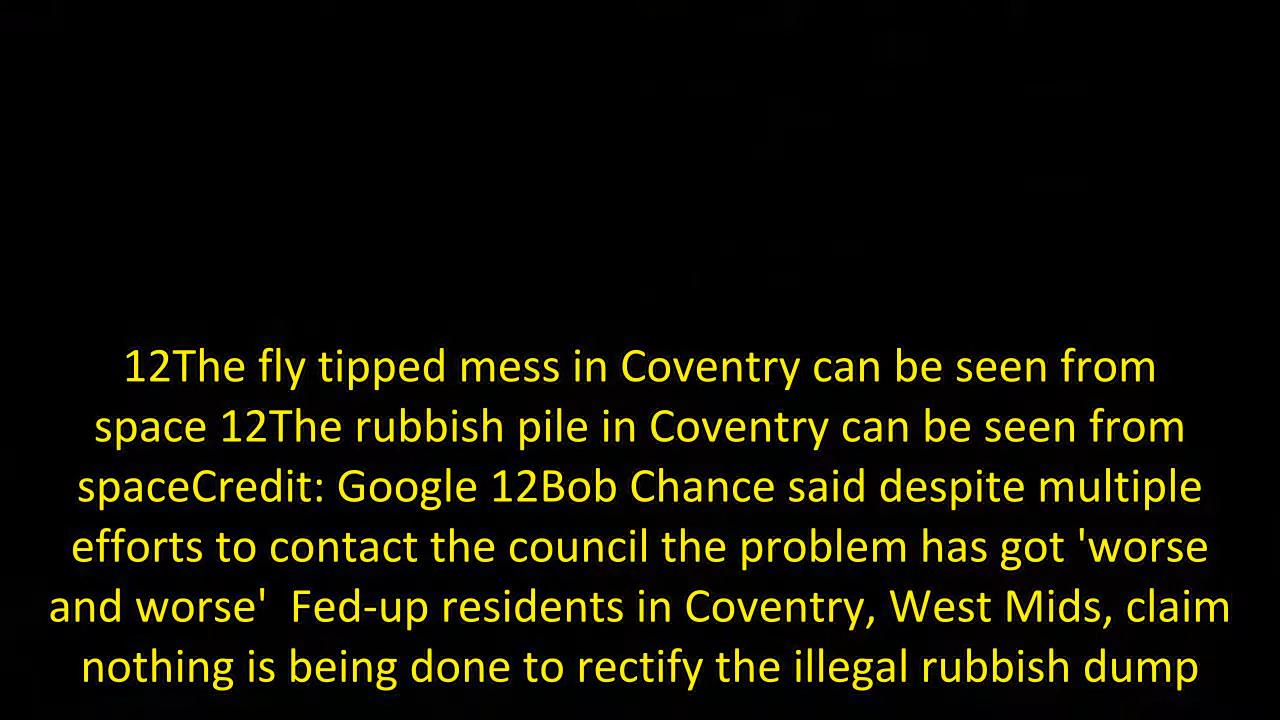 12The fly tipped mess in Coventry can be seen from
space 12The rubbish pile in Coventry can be seen from
spaceCredit: Google 12Bob Chance said despite multiple
efforts to contact the council the problem has got 'worse
and worse'  Fed-up residents in Coventry, West Mids, claim
nothing is being done to rectify the illegal rubbish dump